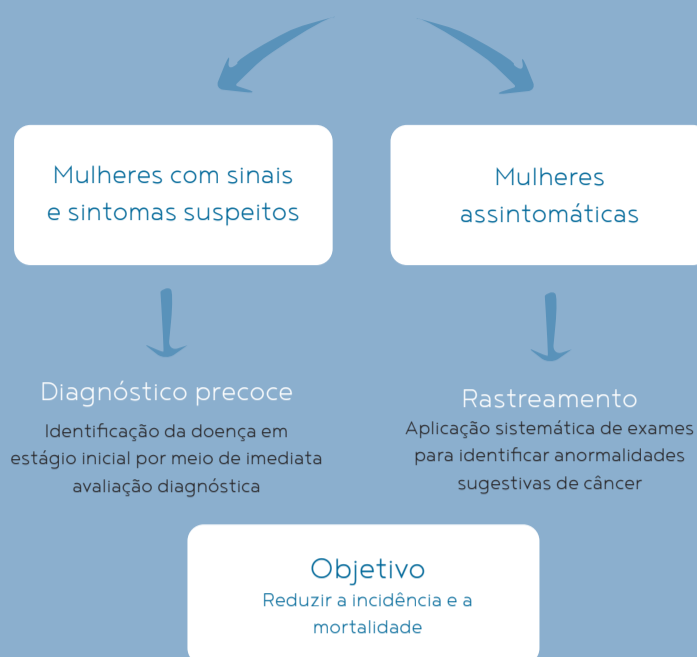 Mulheres com sinais
e sintomas suspeitos
Mulheres
assintomáticas
Diagnóstico precoce
Identificação da doença em
estágio inicial por meio de imediata
avaliação diagnóstica
Rastreamento
Aplicação sistemática de exames
para identificar anormalidades
sugestivas de câncer
Objetivo
Reduzir a incidência e a
mortalidade